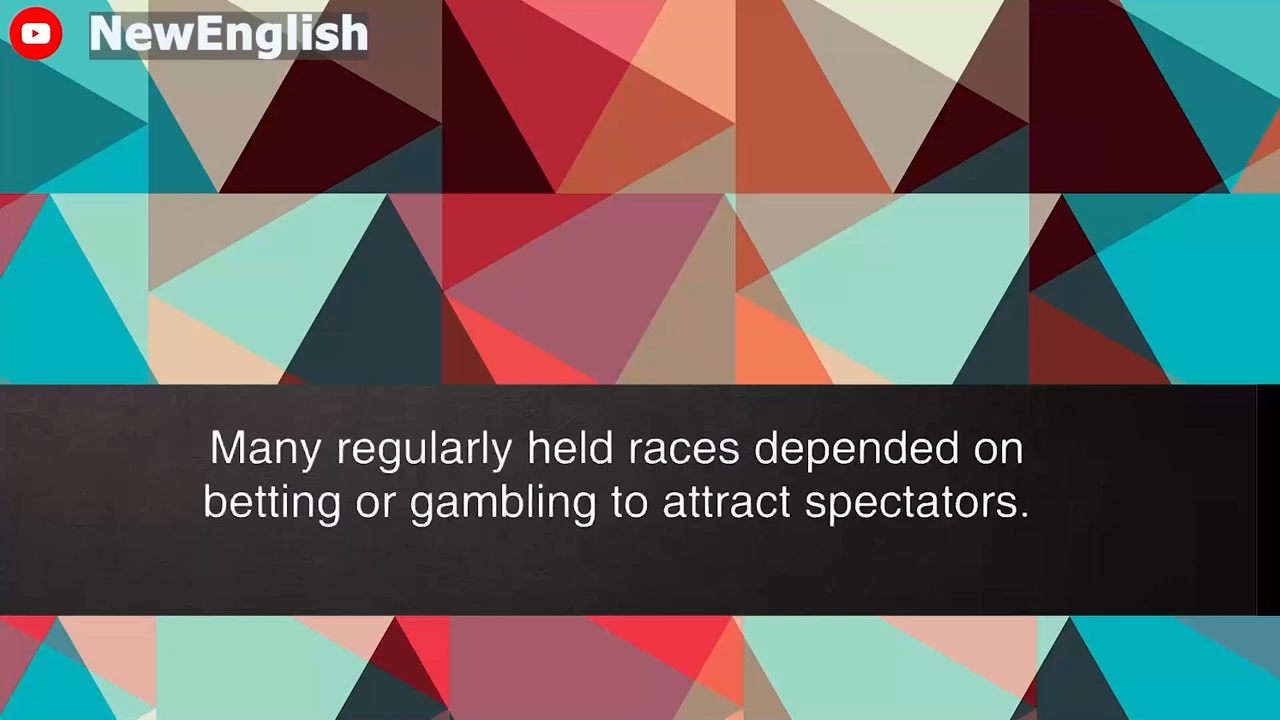 NewEnglish
Many regularly held races depended on
betting or gambling to attract spectators.